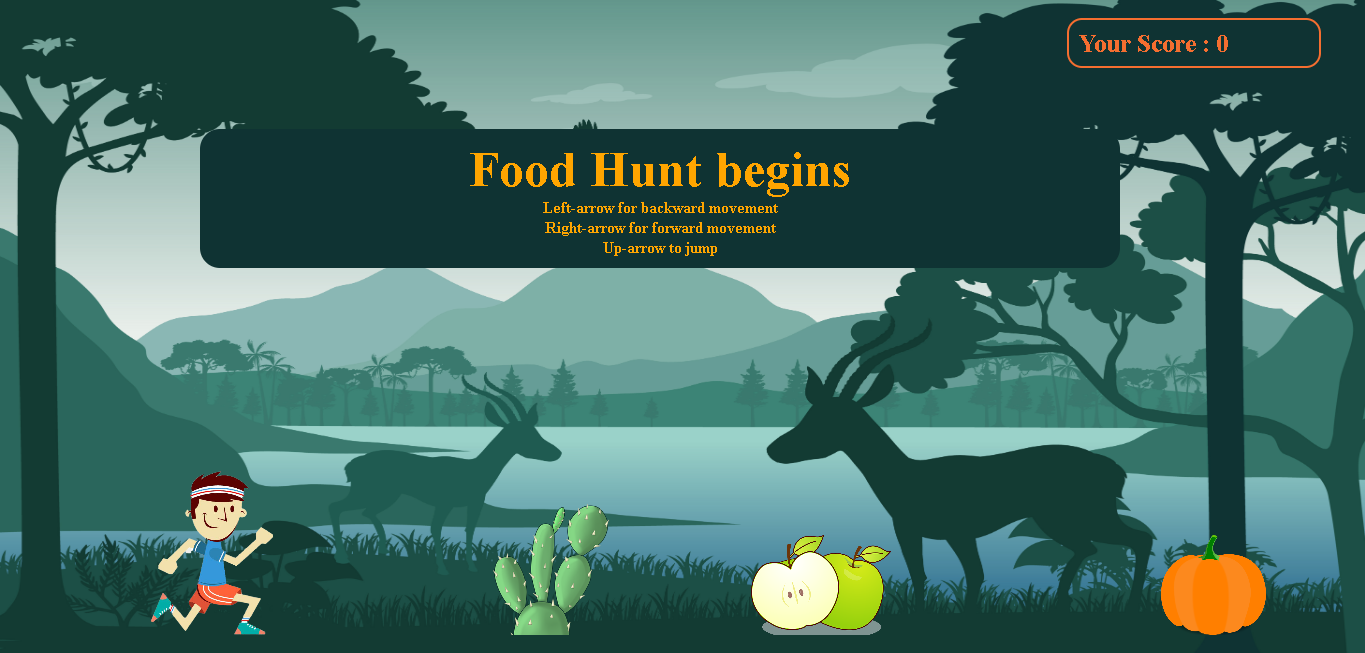 Your Score : 0
Food Hunt begins
Left-arrow for backward movement
Right-arrow for forward movement
Up-arrow to jump